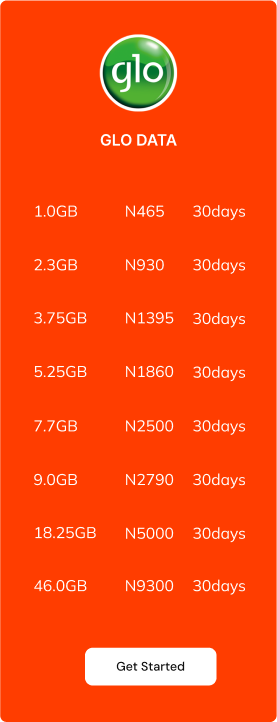 glo
GLO DATA
1.0GB N465 30days
2.3GB N930 30days
3.75GB N1395 30days
5.25GB N1860 30days
7.7GB N2500 30days
9.0GB N2790 30days
18.25GB N5000 30days
46.0GB N9300 30days
Get Started